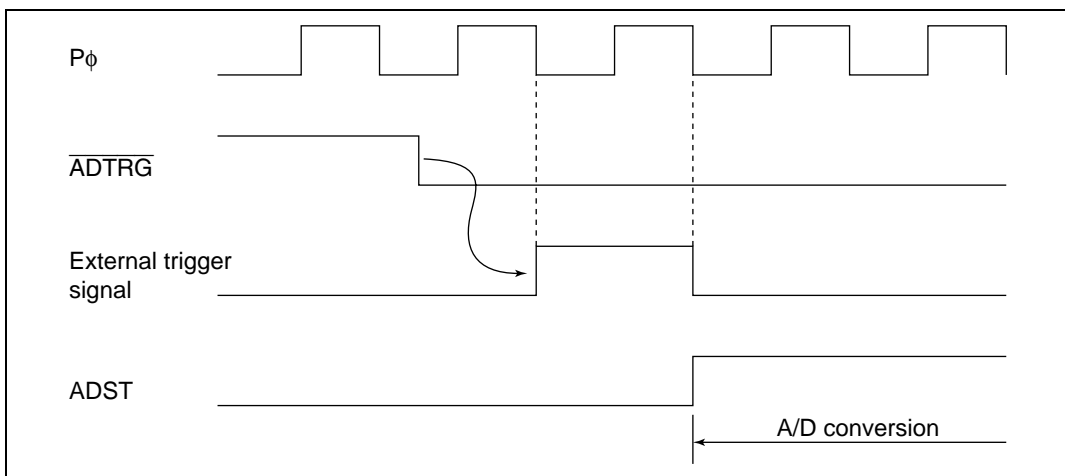 Pϕ
ADTRG
External trigger
signal
ADST
A/D conversion